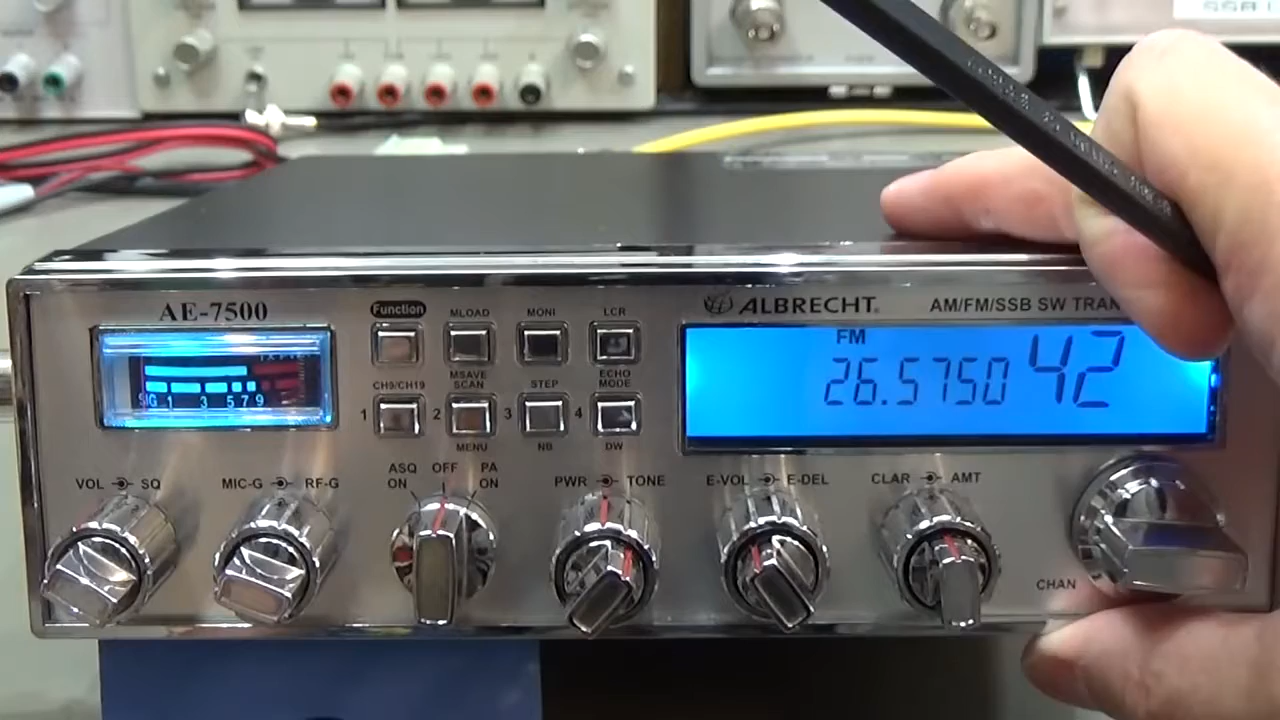 SSB
AE-7500
Function
MLOAD
MONI
LCR
ALBRECHT.
AM/FM/SSB SW TRAN
FM
26.5750 42
TX
SIG 1 3 5 7 9
CH9/CH19
MSAVE
SCAN
STEP
ECHO
MODE
1
2
3
4
MENU
NB
DW
VOL SQ
MIC-G RF-G
ASQ
ON
OFF
PA
ON
PWR TONE
E-VOL E-DEL
CLAR AMT
CHAN